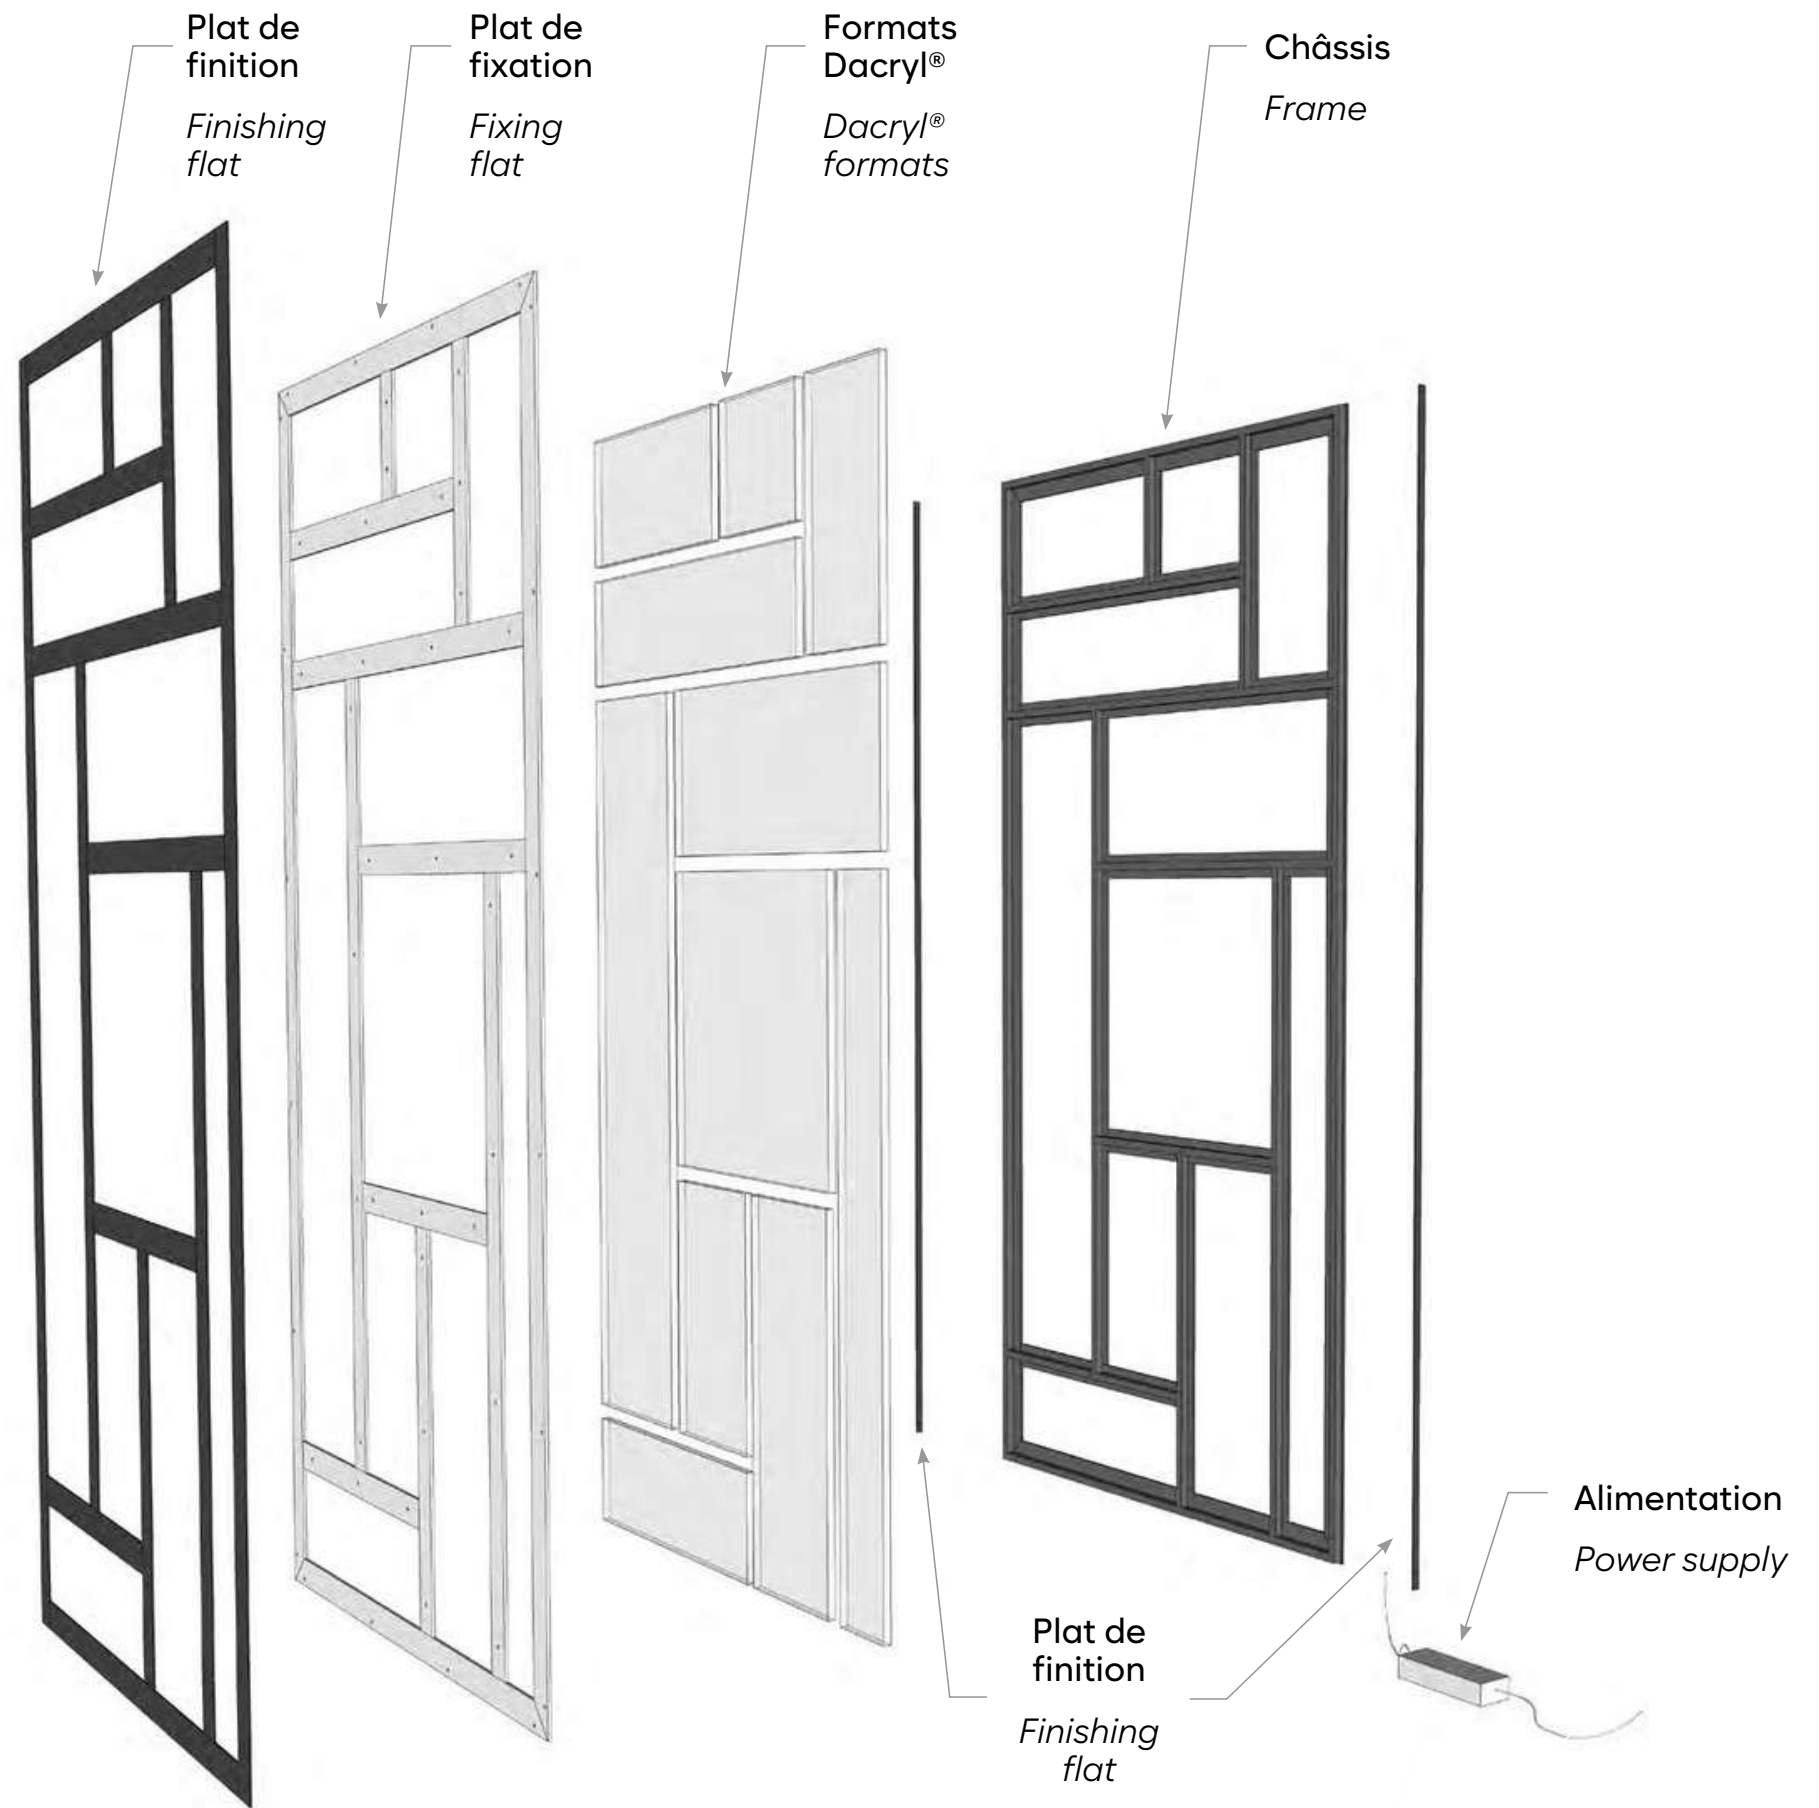 Plat de
finition
Finishing
flat
Plat de
fixation
Fixing
flat
Formats
Dacryl®
Dacryl®
formats
Châssis
Frame
Alimentation
Power supply
Plat de
finition
Finishing
flat